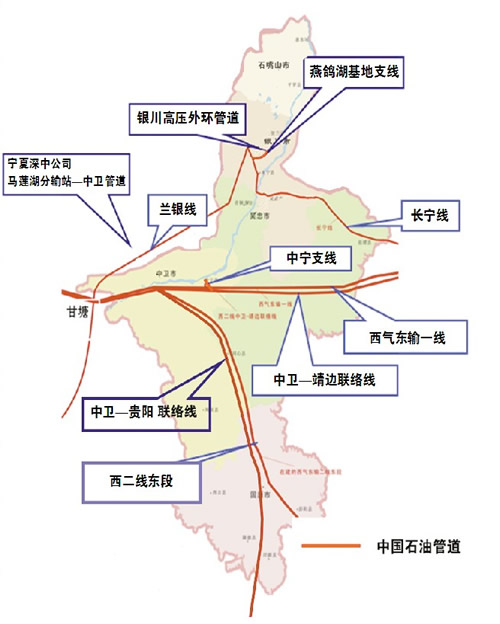 石嘴山市
燕鸽湖基地支线
银川高压外环管道
宁夏深中公司
马莲湖分输站—中卫管道
兰银线
长宁线
吴忠市
长宁线
中卫市
中宁支线
甘塘
西气东输一线
西二线中卫-靖边联络线
西气东输一线
中卫—靖边联络线
中卫—贵阳 联络线
西二线东段
在建的西气东输二线东段
固原市
中国石油管道